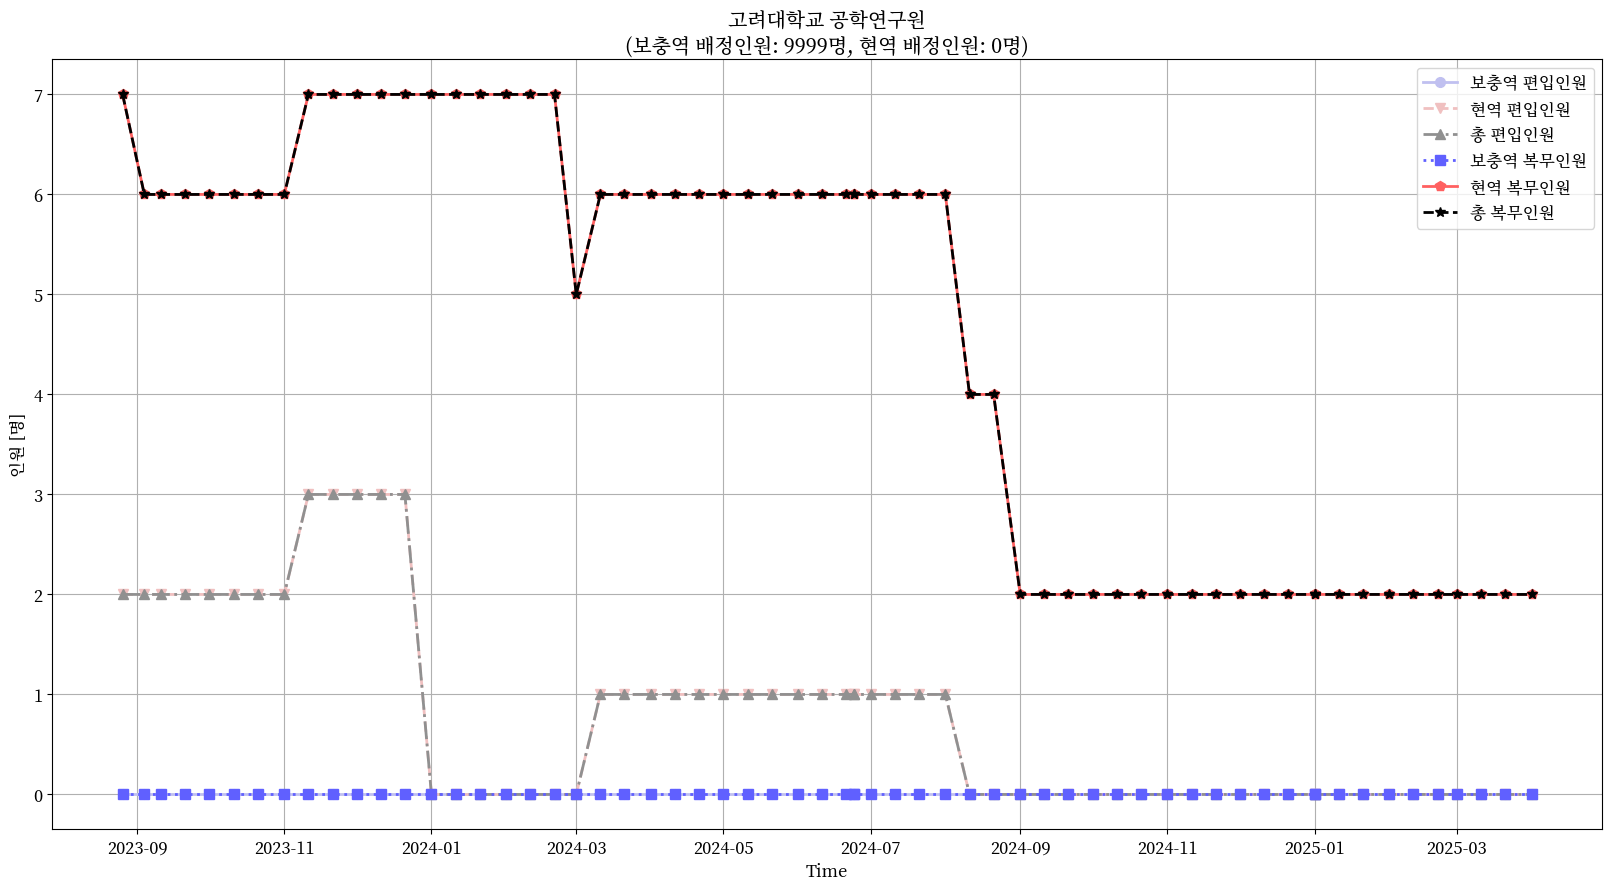 고려대학교 공학연구원
(보충역 배정인원: 9999명, 현역 배정인원: 0명)
보충역 편입인원
현역 편입인원
총 편입인원
보충역 복무인원
현역 복무인원
총 복무인원
인원 [명]
7
6
5
4
3
2
1
0
2023-09 2023-11 2024-01 2024-03 2024-05 2024-07 2024-09 2024-11 2025-01 2025-03
Time